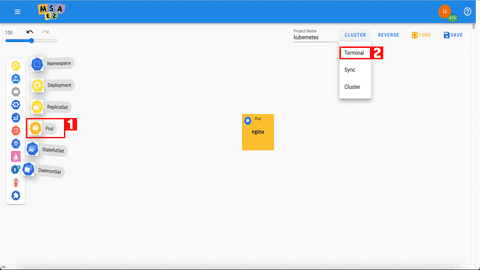 MSA
EZ
100
Project Name
kubernetes
CLUSTER
REVERSE
CODE
SAVE
Terminal
2
Sync
Cluster
Namespace
Deployment
ReplicaSet
Pod
1
StatefulSet
DaemonSet
Pod
nginx